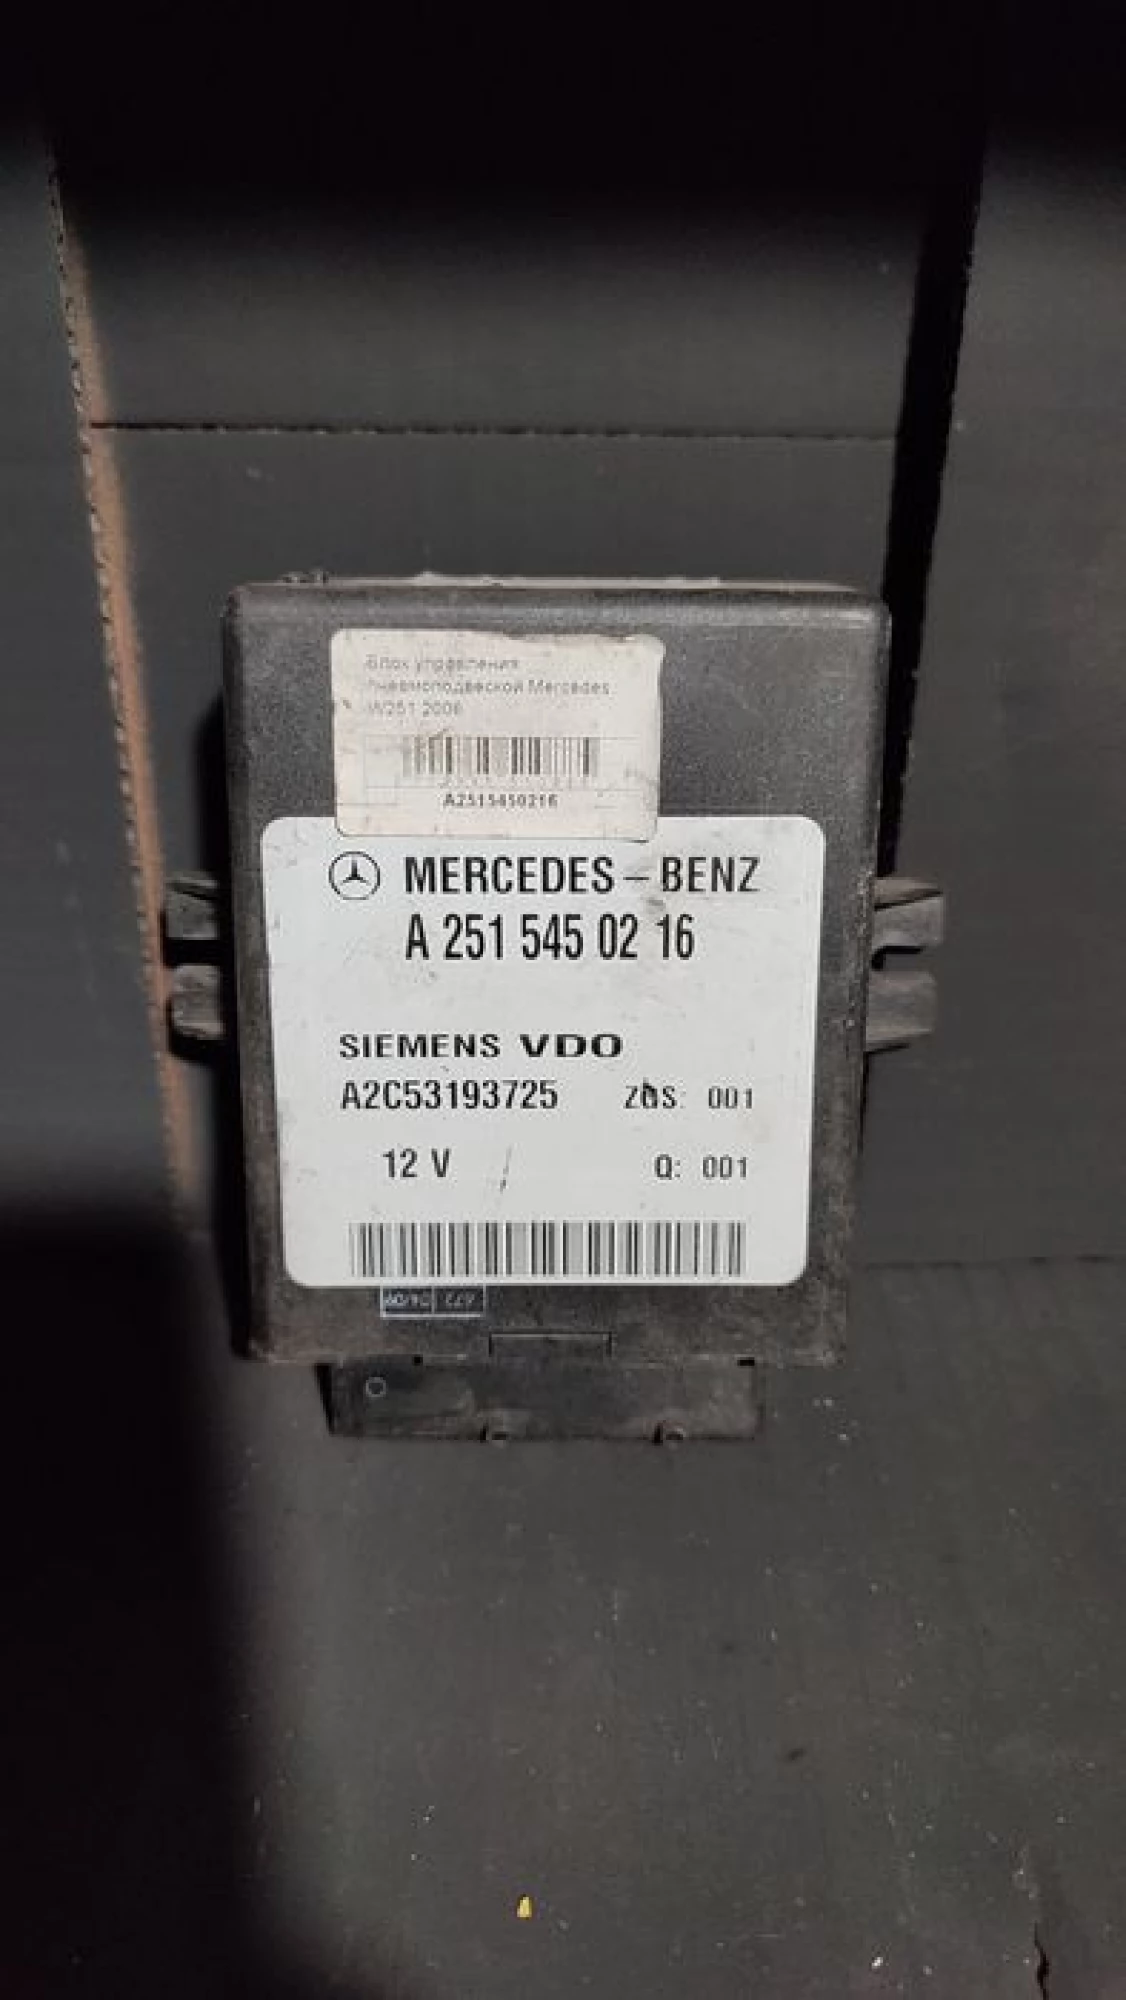 Блок управления
пневмоподвеской Mercedes
W251 2006
A2515450216
MERCEDES-BENZ
A 251 545 02 16
SIEMENS VDO
A2C53193725 ZGS: 001
12 V Q: 001